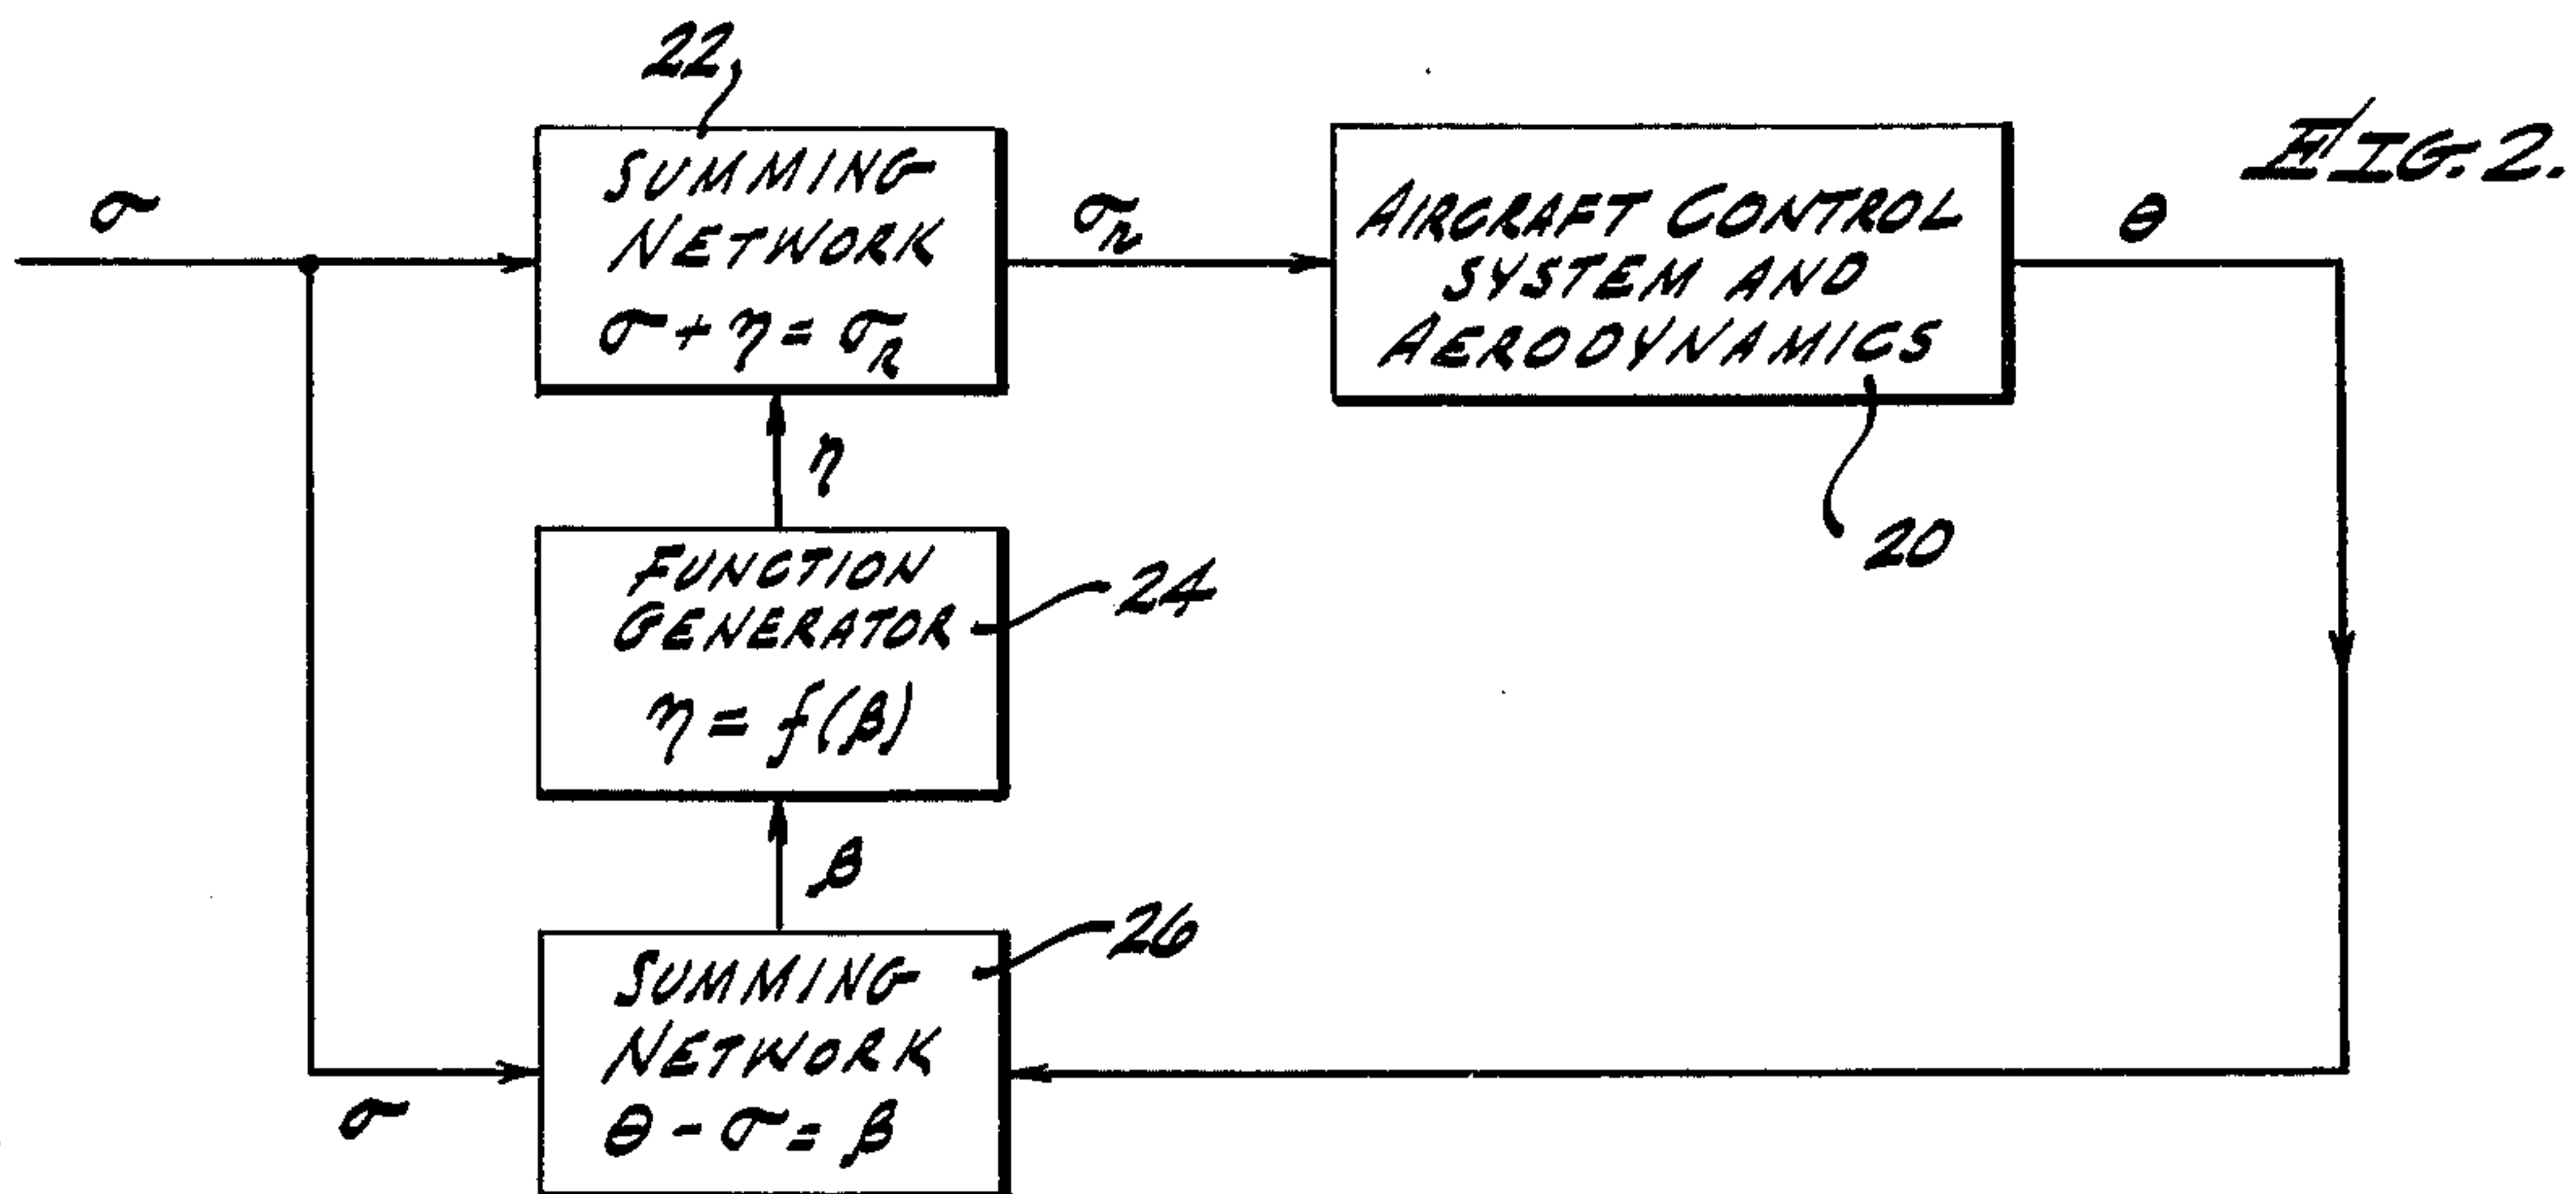 22
SUMMING
NETWORK
σ + η = σr
σ
σr
AIRCRAFT CONTROL
SYSTEM AND
AERODYNAMICS
θ
FIG. 2.
20
η
FUNCTION
GENERATOR
η = f(β)
24
β
SUMMING
NETWORK
θ - σ = β
26
σ